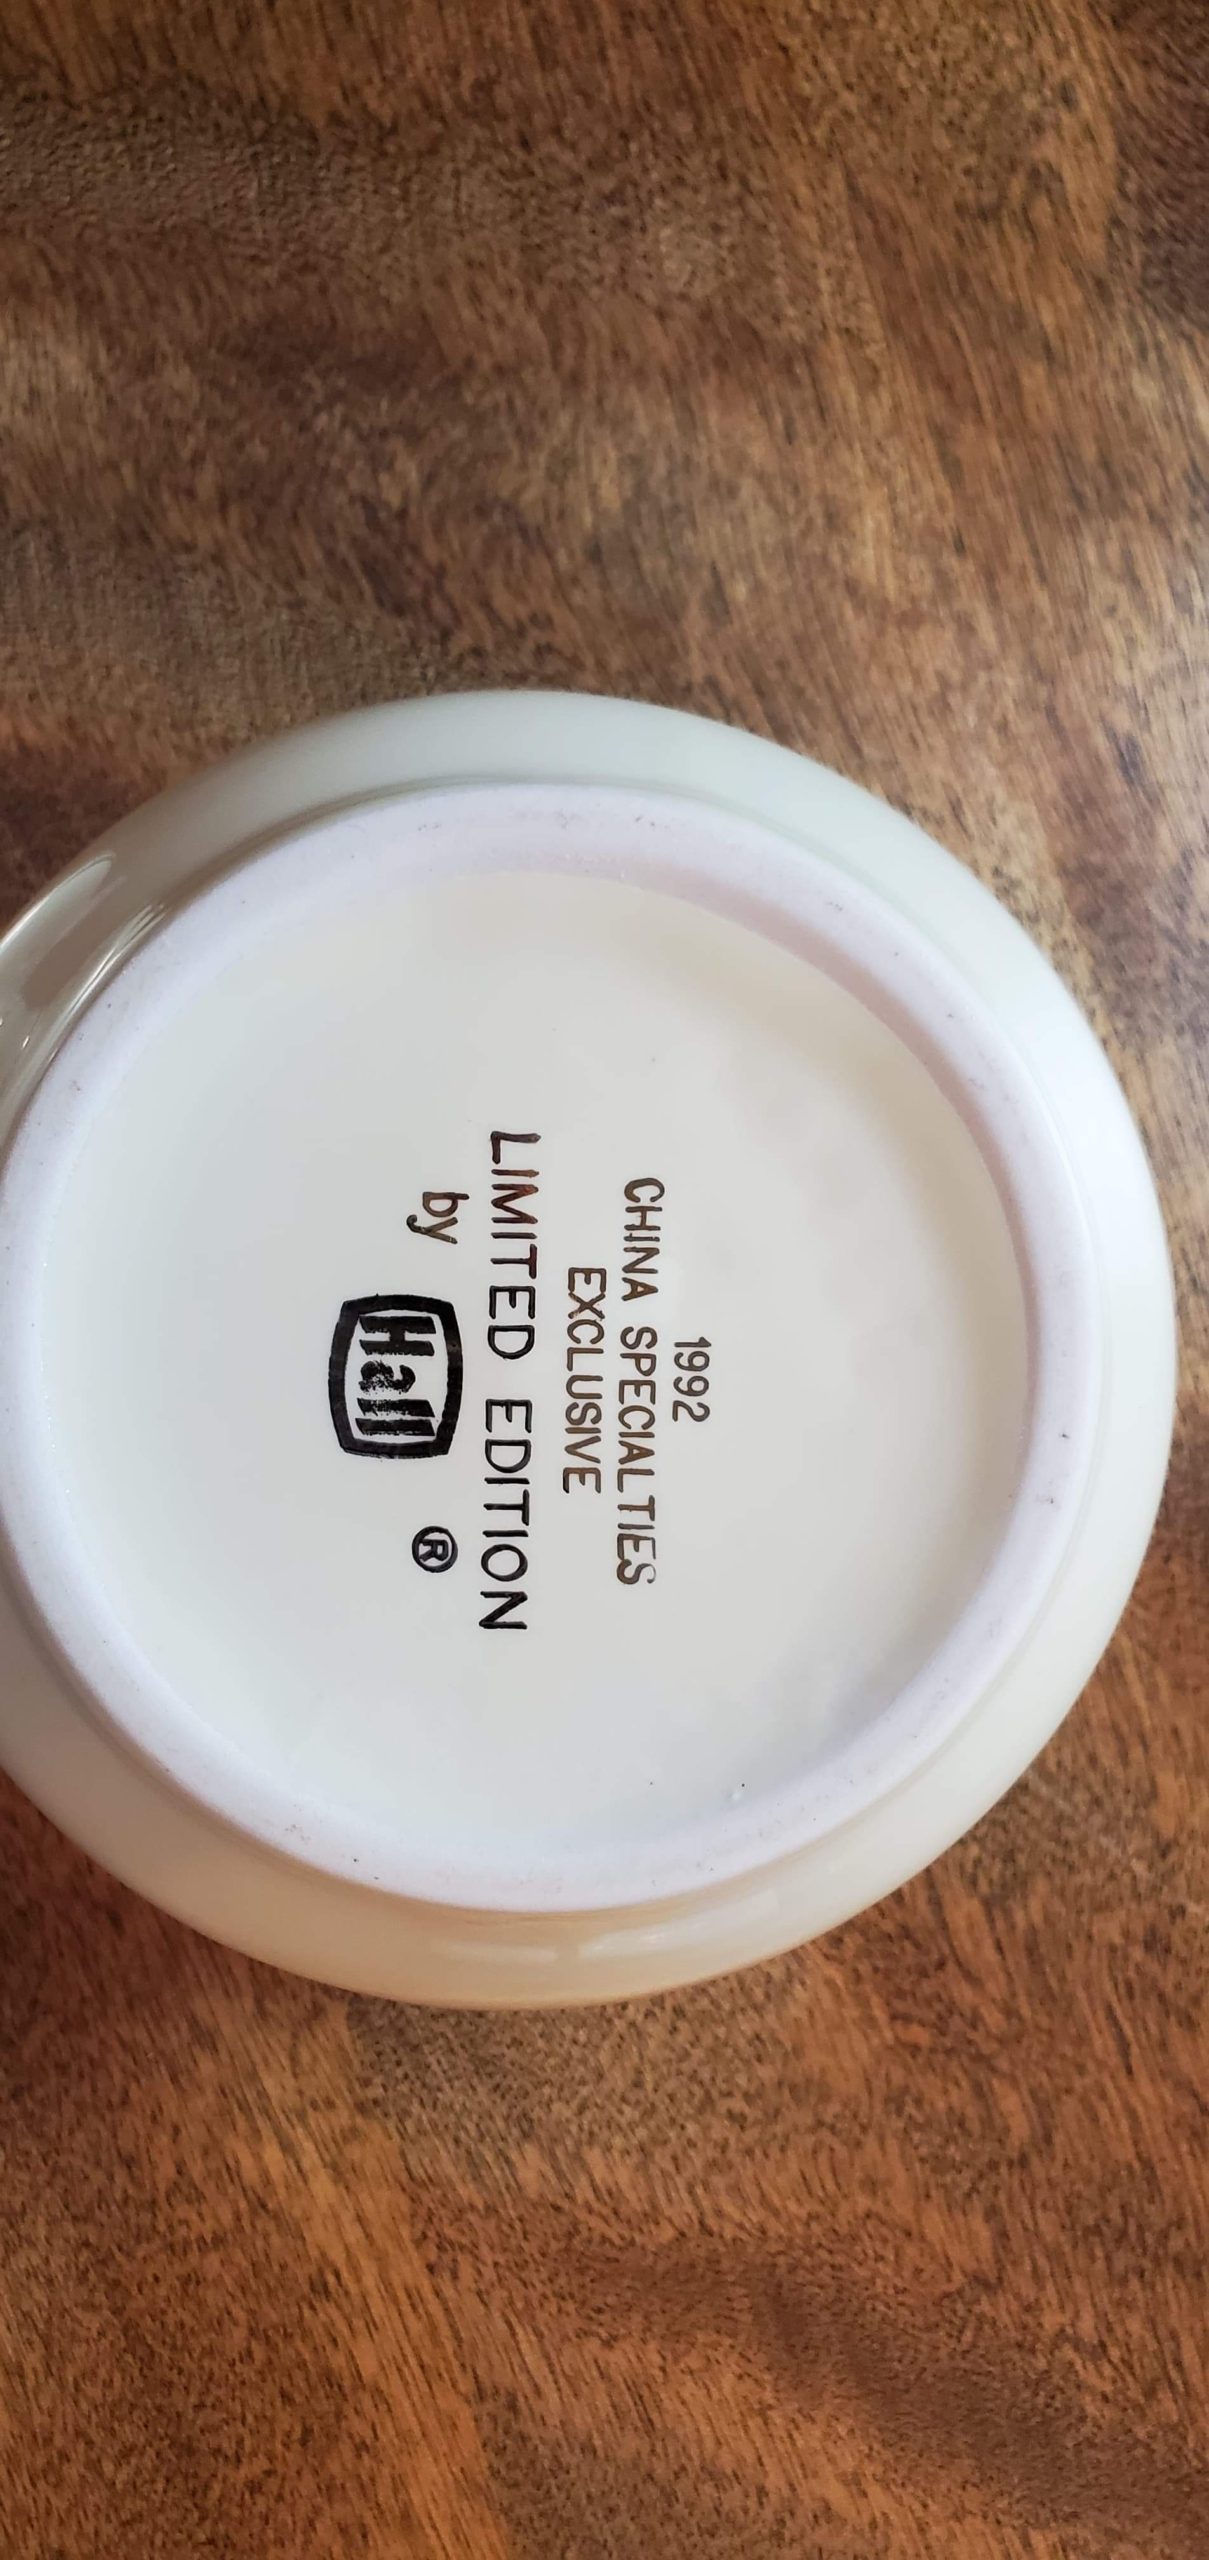 1992
CHINA SPECIALTIES
EXCLUSIVE
LIMITED EDITION
by Hall ®